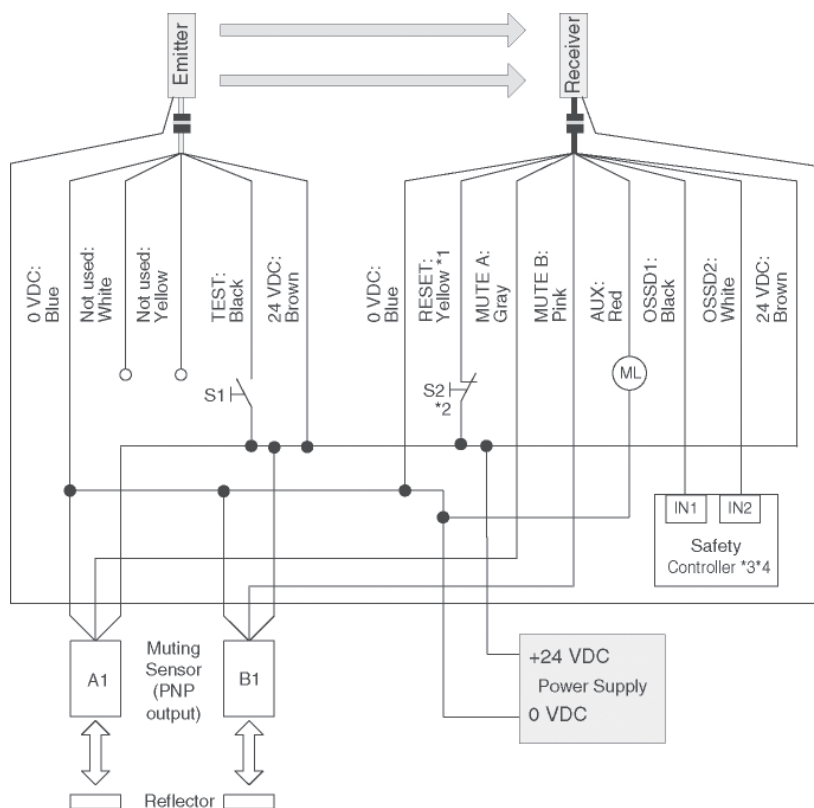 Emitter
Receiver
0 VDC:
Blue
Not used:
White
Not used:
Yellow
TEST:
Black
24 VDC:
Brown
0 VDC:
Blue
RESET:
Yellow *1
MUTE A:
Gray
MUTE B:
Pink
AUX:
Red
OSSD1:
Black
OSSD2:
White
24 VDC:
Brown
S1
S2
*2
ML
IN1
IN2
Safety
Controller *3*4
A1
Muting
Sensor
(PNP
output)
B1
+24 VDC
Power Supply
0 VDC
Reflector